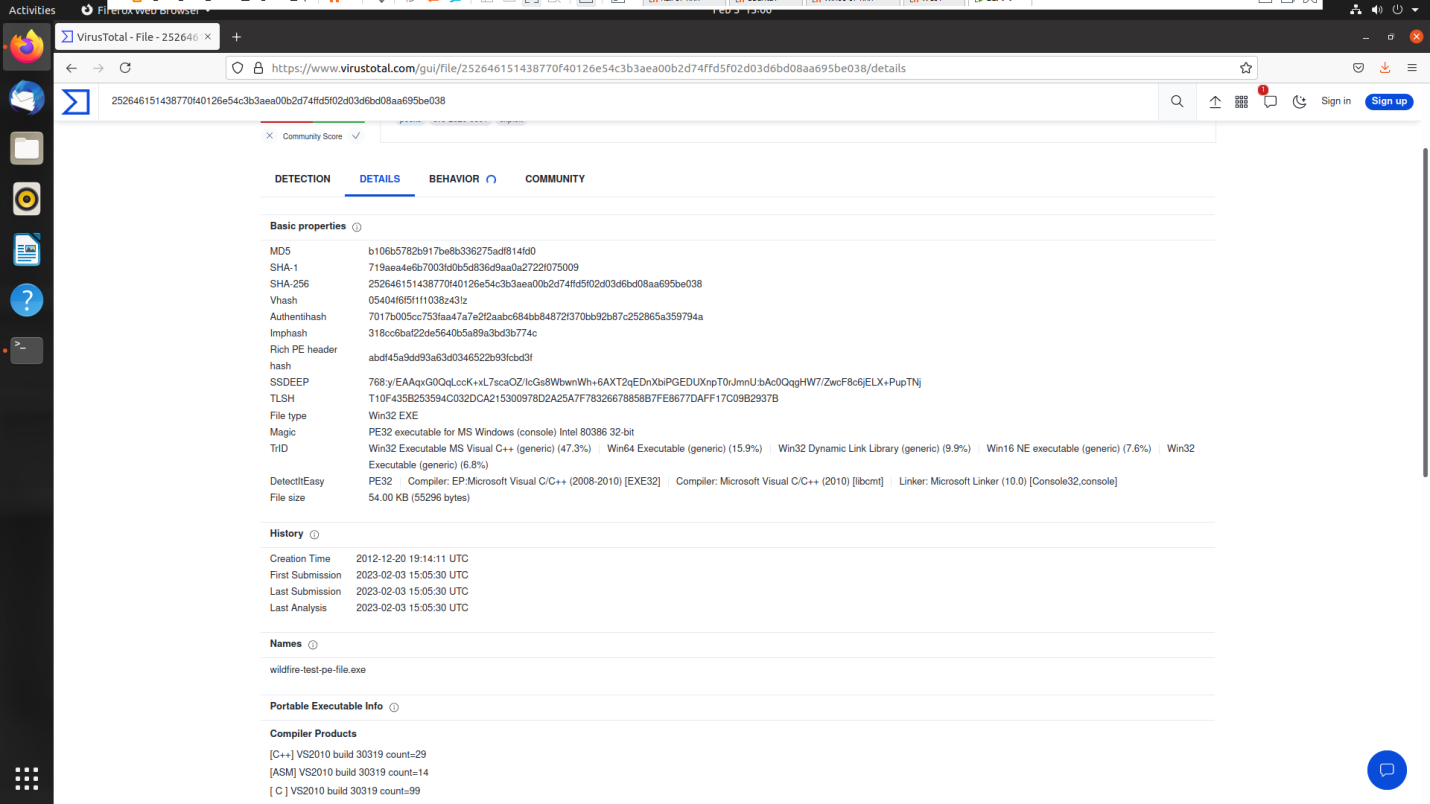 Activities
Firefox Web Browser
Feb 3 15:06
VirusTotal - File - 252646
https://www.virustotal.com/gui/file/252646151438770f40126e54c3b3aea00b2d74ffd5f02d03d6bd08aa695be038/details
252646151438770f40126e54c3b3aea00b2d74ffd5f02d03d6bd08aa695be038
1
Sign in
Sign up
Community Score
DETECTION DETAILS BEHAVIOR COMMUNITY
Basic properties
MD5 b106b5782b917be8b336275adf814fd0
SHA-1 719aea4e6b7003fd0b5d836d9aa0a2722f075009
SHA-256 252646151438770f40126e54c3b3aea00b2d74ffd5f02d03d6bd08aa695be038
Vhash 05404f6f5f1f1038z43!z
Authentihash 7017b005cc753faa47a7e2f2aabc684bb84872f370bb92b87c252865a359794a
Imphash 318cc6baf22de5640b5a89a3bd3b774c
Rich PE header
hash abdf45a9dd93a63d0346522b93fcbd3f
SSDEEP 768:y/EAAqxG0QqLccK+xL7scaOZ/IcGs8WbwnWh+6AXT2qEDnXbiPGEDUXnpT0rJmnU:bAc0QqgHW7/ZwcF8c6jELX+PupTNj
TLSH T10F435B253594C032DCA215300978D2A25A7F78326678858B7FE8677DAFF17C09B2937B
File type Win32 EXE
Magic PE32 executable for MS Windows (console) Intel 80386 32-bit
TrID Win32 Executable MS Visual C++ (generic) (47.3%) Win64 Executable (generic) (15.9%) Win32 Dynamic Link Library (generic) (9.9%) Win16 NE executable (generic) (7.6%) Win32
Executable (generic) (6.8%)
DetectItEasy PE32 Compiler: EP:Microsoft Visual C/C++ (2008-2010) [EXE32] Compiler: Microsoft Visual C/C++ (2010) [libcmt] Linker: Microsoft Linker (10.0) [Console32,console]
File size 54.00 KB (55296 bytes)
History
Creation Time 2012-12-20 19:14:11 UTC
First Submission 2023-02-03 15:05:30 UTC
Last Submission 2023-02-03 15:05:30 UTC
Last Analysis 2023-02-03 15:05:30 UTC
Names
wildfire-test-pe-file.exe
Portable Executable Info
Compiler Products
[C++] VS2010 build 30319 count=29
[ASM] VS2010 build 30319 count=14
[ C ] VS2010 build 30319 count=99